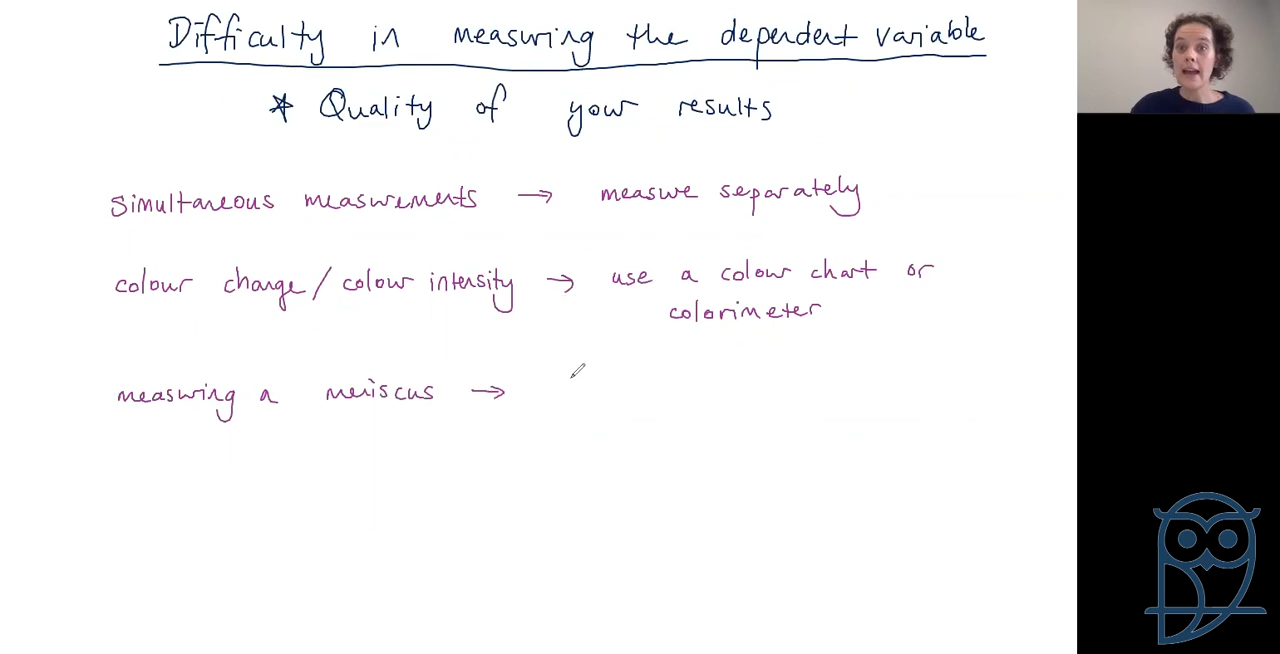 Difficulty in measuring the dependent variable
* Quality of your results
simultaneous measurements → measure separately
colour change / colour intensity → use a colour chart or
colorimeter
measuring a meniscus →